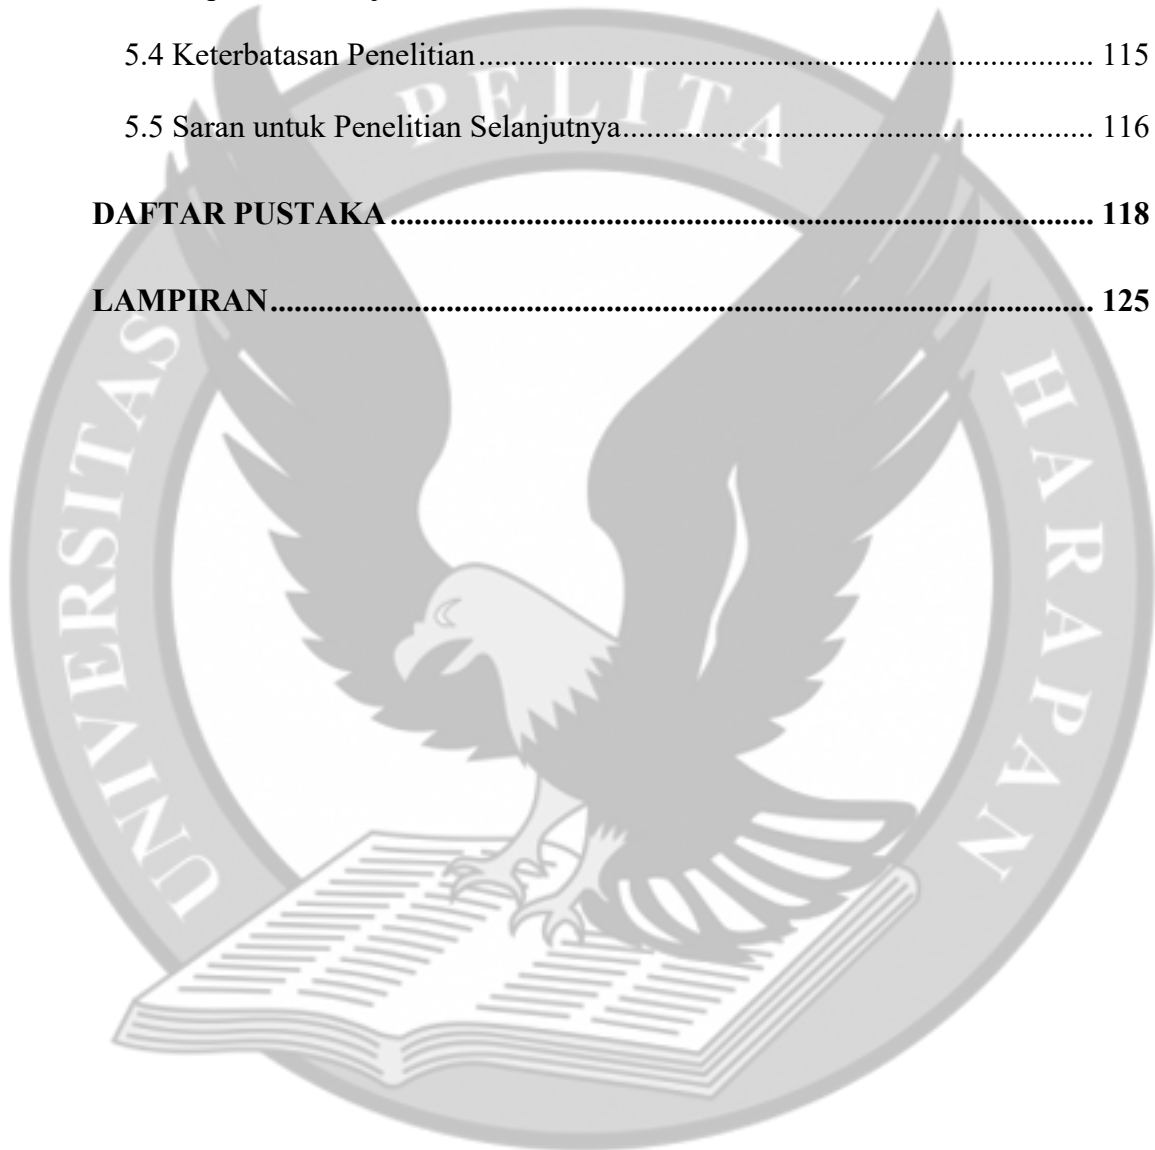 5.4 Keterbatasan Penelitian ........................................................................... 115
5.5 Saran untuk Penelitian Selanjutnya ...................................................... 116
DAFTAR PUSTAKA ..................................................................................... 118
LAMPIRAN .................................................................................................... 125
UNIVERSITAS PELITA HARAPAN